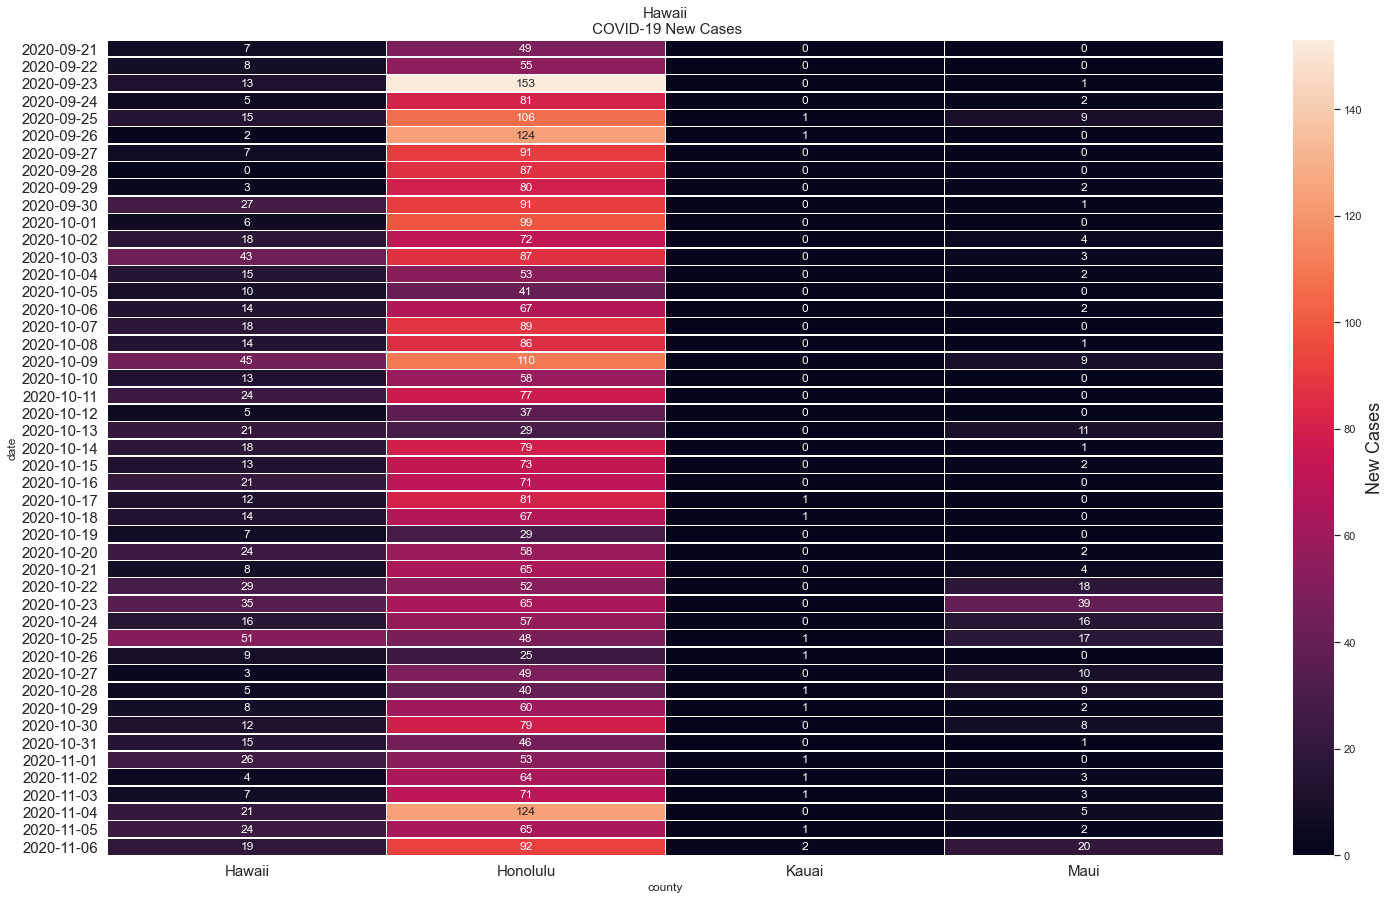 Hawaii
COVID-19 New Cases
2020-09-21 7 49 0 0
2020-09-22 8 55 0 0
2020-09-23 13 153 0 1
2020-09-24 5 81 0 2
2020-09-25 15 106 1 9
2020-09-26 2 124 1 0
2020-09-27 7 91 0 0
2020-09-28 0 87 0 0
2020-09-29 3 80 0 2
2020-09-30 27 91 0 1
2020-10-01 6 99 0 0
2020-10-02 18 72 0 4
2020-10-03 43 87 0 3
2020-10-04 15 53 0 2
2020-10-05 10 41 0 0
2020-10-06 14 67 0 2
2020-10-07 18 89 0 0
2020-10-08 14 86 0 1
2020-10-09 45 110 0 9
2020-10-10 13 58 0 0
2020-10-11 24 77 0 0
2020-10-12 5 37 0 0
2020-10-13 21 29 0 11
2020-10-14 18 79 0 1
2020-10-15 13 73 0 2
2020-10-16 21 71 0 0
2020-10-17 12 81 1 0
2020-10-18 14 67 1 0
2020-10-19 7 29 0 0
2020-10-20 24 58 0 2
2020-10-21 8 65 0 4
2020-10-22 29 52 0 18
2020-10-23 35 65 0 39
2020-10-24 16 57 0 16
2020-10-25 51 48 1 17
2020-10-26 9 25 1 0
2020-10-27 3 49 0 10
2020-10-28 5 40 1 9
2020-10-29 8 60 1 2
2020-10-30 12 79 0 8
2020-10-31 15 46 0 1
2020-11-01 26 53 1 0
2020-11-02 4 64 1 3
2020-11-03 7 71 1 3
2020-11-04 21 124 0 5
2020-11-05 24 65 1 2
2020-11-06 19 92 2 20
date
Hawaii Honolulu Kauai Maui
county
140
120
100
80
60
40
20
0
New Cases